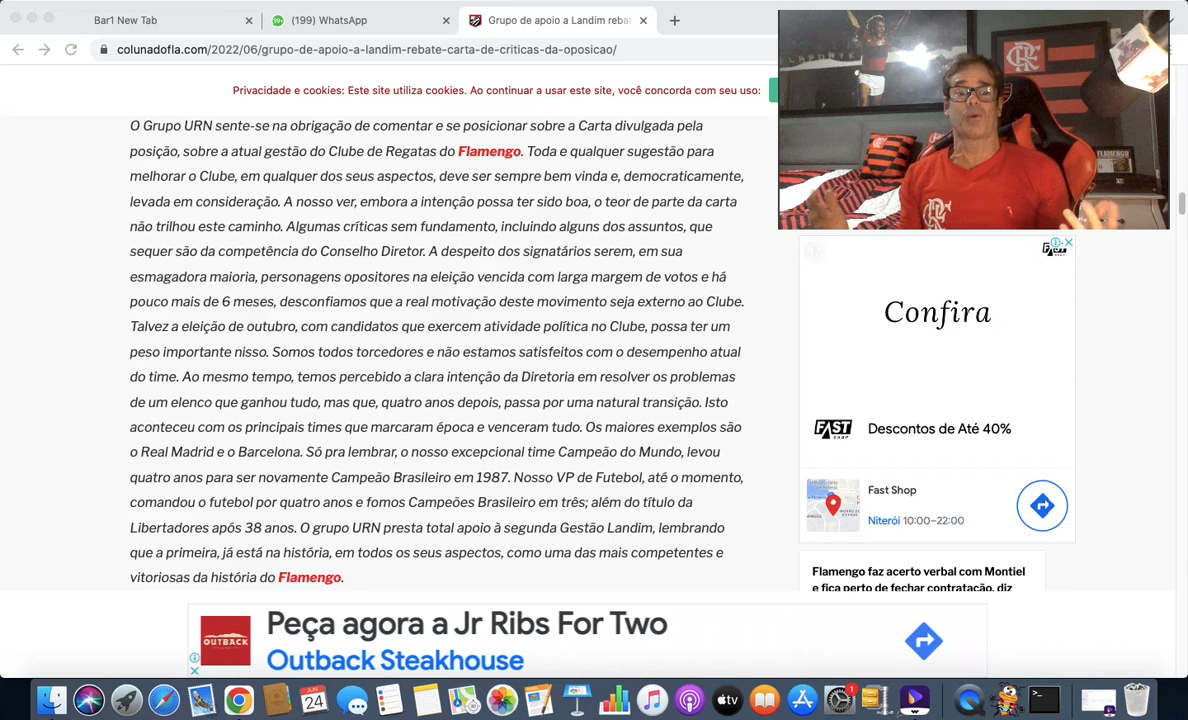 Bar1 New Tab
99+
(199) WhatsApp
Grupo de apoio a Landim reba
colunadofla.com/2022/06/grupo-de-apoio-a-landim-rebate-carta-de-criticas-da-oposicao/
Privacidade e cookies: Este site utiliza cookies. Ao continuar a usar este site, você concorda com seu uso:
O Grupo URN sente-se na obrigação de comentar e se posicionar sobre a Carta divulgada pela
posição, sobre a atual gestão do Clube de Regatas do Flamengo. Toda e qualquer sugestão para
melhorar o Clube, em qualquer dos seus aspectos, deve ser sempre bem vinda e, democraticamente,
levada em consideração. A nosso ver, embora a intenção possa ter sido boa, o teor de parte da carta
não trilhou este caminho. Algumas críticas sem fundamento, incluindo alguns dos assuntos, que
sequer são da competência do Conselho Diretor. A despeito dos signatários serem, em sua
esmagadora maioria, personagens opositores na eleição vencida com larga margem de votos e há
pouco mais de 6 meses, desconfiamos que a real motivação deste movimento seja externo ao Clube.
Talvez a eleição de outubro, com candidatos que exercem atividade política no Clube, possa ter um
peso importante nisso. Somos todos torcedores e não estamos satisfeitos com o desempenho atual
do time. Ao mesmo tempo, temos percebido a clara intenção da Diretoria em resolver os problemas
de um elenco que ganhou tudo, mas que, quatro anos depois, passa por uma natural transição. Isto
aconteceu com os principais times que marcaram época e venceram tudo. Os maiores exemplos são
o Real Madrid e o Barcelona. Só pra lembrar, o nosso excepcional time Campeão do Mundo, levou
quatro anos para ser novamente Campeão Brasileiro em 1987. Nosso VP de Futebol, até o momento,
comandou o futebol por quatro anos e fomos Campeões Brasileiro em três; além do título da
Libertadores após 38 anos. O grupo URN presta total apoio à segunda Gestão Landim, lembrando
que a primeira, já está na história, em todos os seus aspectos, como uma das mais competentes e
vitoriosas da história do Flamengo.
FLAMENGO
FAST
Confira
FAST
SHOP
Descontos de Até 40%
Fast Shop
Niterói 10:00–22:00
Flamengo faz acerto verbal com Montiel
e fica perto de fechar contratação, diz
OUTBACK
STEAKHOUSE
Peça agora a Jr Ribs For Two
Outback Steakhouse
JUN
24
tv
1